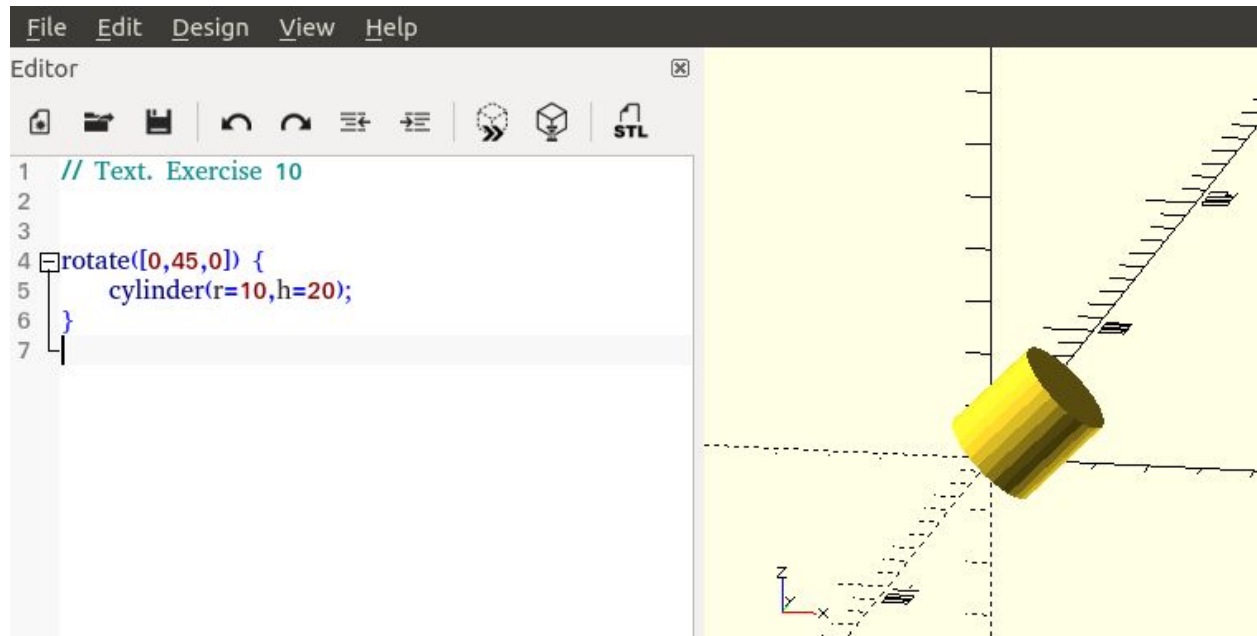 File Edit Design View Help
Editor
STL
1 // Text. Exercise 10
2
3
4 rotate([0,45,0]) {
5 cylinder(r=10,h=20);
6 }
7
Z
Y
X